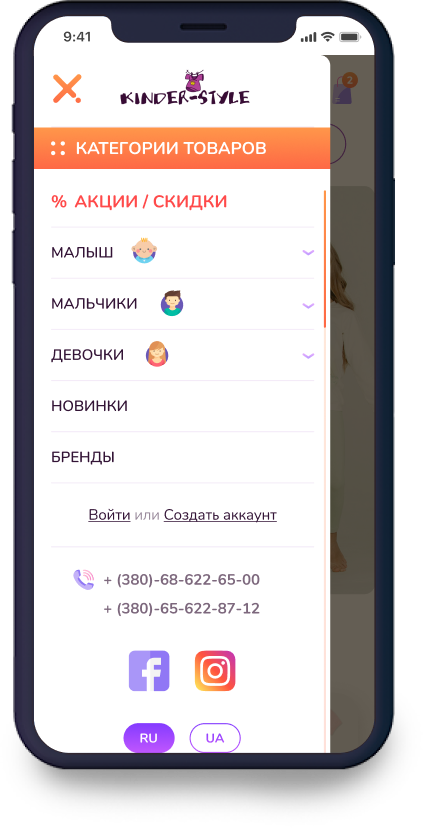 9:41
2
KINDER-STYLE
КАТЕГОРИИ ТОВАРОВ
% АКЦИИ / СКИДКИ
МАЛЫШ
МАЛЬЧИКИ
ДЕВОЧКИ
НОВИНКИ
БРЕНДЫ
Войти или Создать аккаунт
+ (380)-68-622-65-00
+ (380)-65-622-87-12
RU UA